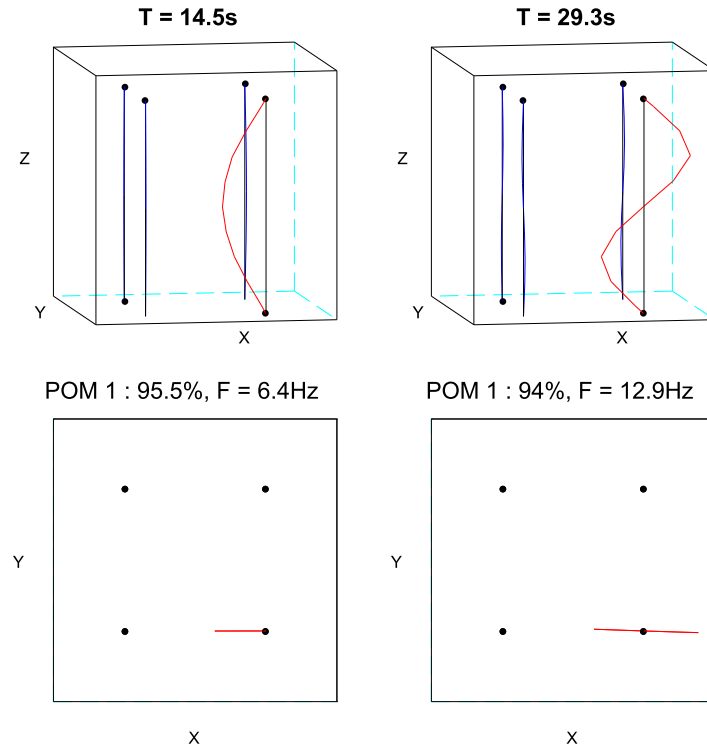 T = 14.5s
T = 29.3s
Z
Z
Y
X
Y
X
POM 1 : 95.5%, F = 6.4Hz
POM 1 : 94%, F = 12.9Hz
Y
Y
X
X